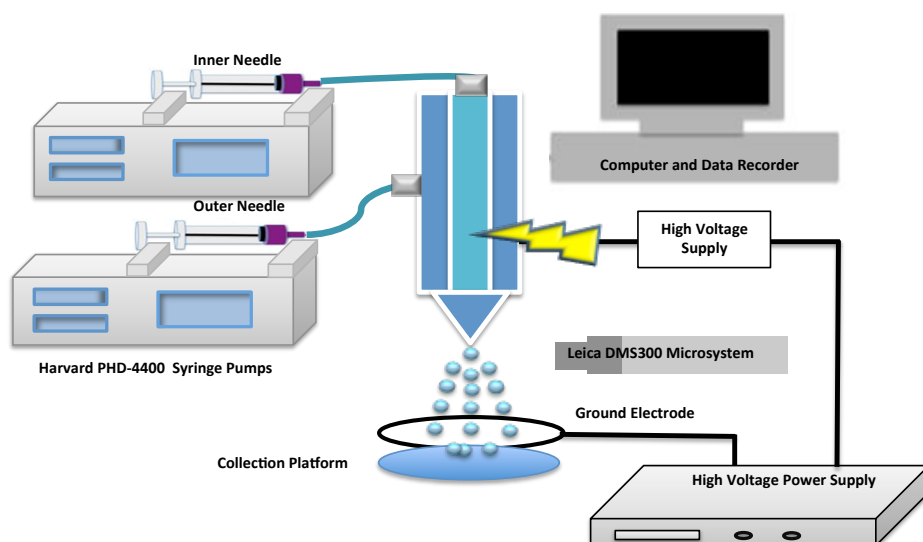 Inner Needle
Computer and Data Recorder
Outer Needle
High Voltage
Supply
Harvard PHD-4400  Syringe Pumps
Leica DMS300 Microsystem
Ground Electrode
Collection Platform
High Voltage Power Supply